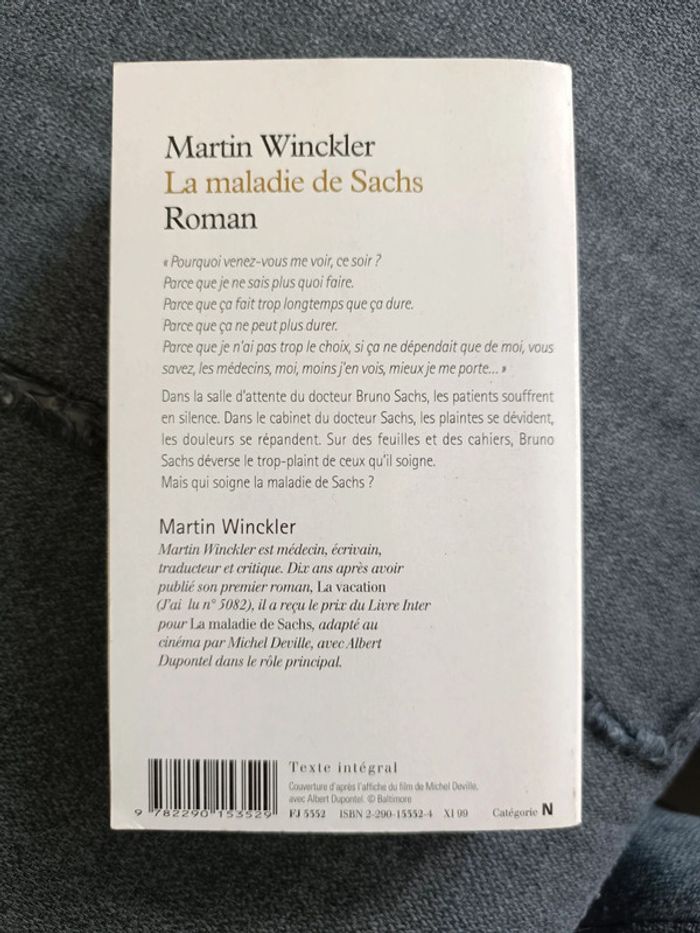 Martin Winckler
La maladie de Sachs
Roman
« Pourquoi venez-vous me voir, ce soir ?
Parce que je ne sais plus quoi faire.
Parce que ça fait trop longtemps que ça dure.
Parce que ça ne peut plus durer.
Parce que je n'ai pas trop le choix, si ça ne dépendait que de moi, vous
savez, les médecins, moi, moins j'en vois, mieux je me porte... »
Dans la salle d'attente du docteur Bruno Sachs, les patients souffrent
en silence. Dans le cabinet du docteur Sachs, les plaintes se dévident,
les douleurs se répandent. Sur des feuilles et des cahiers, Bruno
Sachs déverse le trop-plaint de ceux qu'il soigne.
Mais qui soigne la maladie de Sachs ?
Martin Winckler
Martin Winckler est médecin, écrivain,
traducteur et critique. Dix ans après avoir
publié son premier roman, La vacation
(J'ai lu n° 5082), il a reçu le prix du Livre Inter
pour La maladie de Sachs, adapté au
cinéma par Michel Deville, avec Albert
Dupontel dans le rôle principal.
Texte intégral
Couverture d'après l'affiche du film de Michel Deville,
avec Albert Dupontel. © Baltimore
9 782290 153529 FJ 5552 ISBN 2-290-15352-4 XI 99 Catégorie N